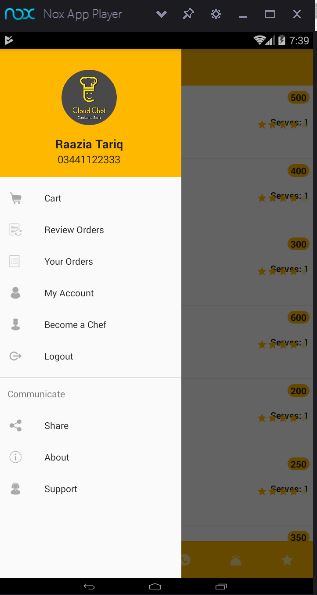 nox Nox App Player
7:39
Cloud Chef
Raazia Tariq
03441122333
Cart
Review Orders
Your Orders
My Account
Become a Chef
Logout
Communicate
Share
About
Support
500
Serves: 1
400
Serves: 1
300
Serves: 1
600
Serves: 1
200
Serves: 1
250
Serves: 1
350